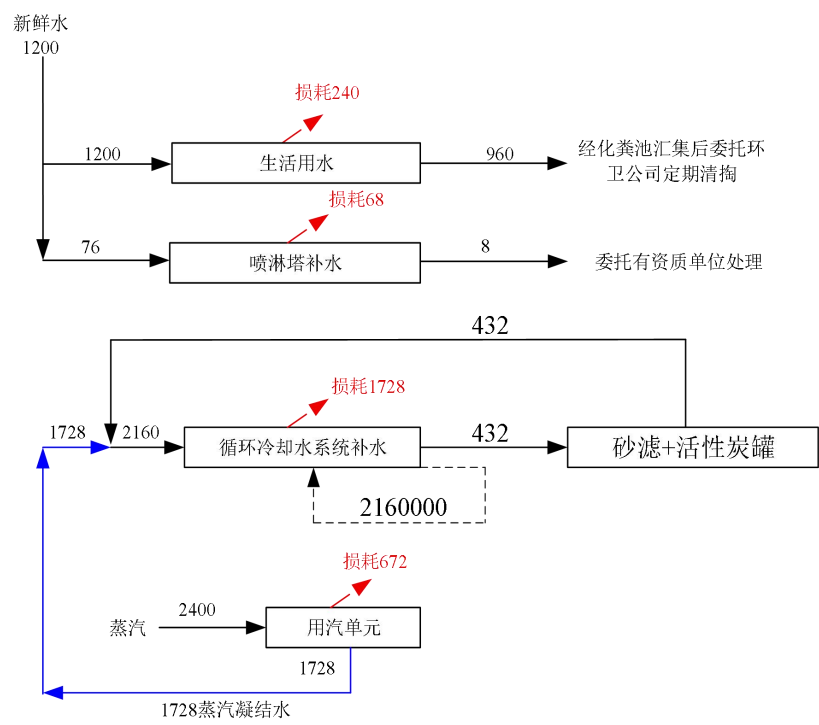 新鲜水
1200
损耗240
1200
生活用水
960
经化粪池汇集后委托环
卫公司定期清掏
损耗68
76
喷淋塔补水
8
委托有资质单位处理
432
损耗1728
1728
2160
循环冷却水系统补水
432
砂滤+活性炭罐
2160000
损耗672
蒸汽
2400
用汽单元
1728
1728蒸汽凝结水